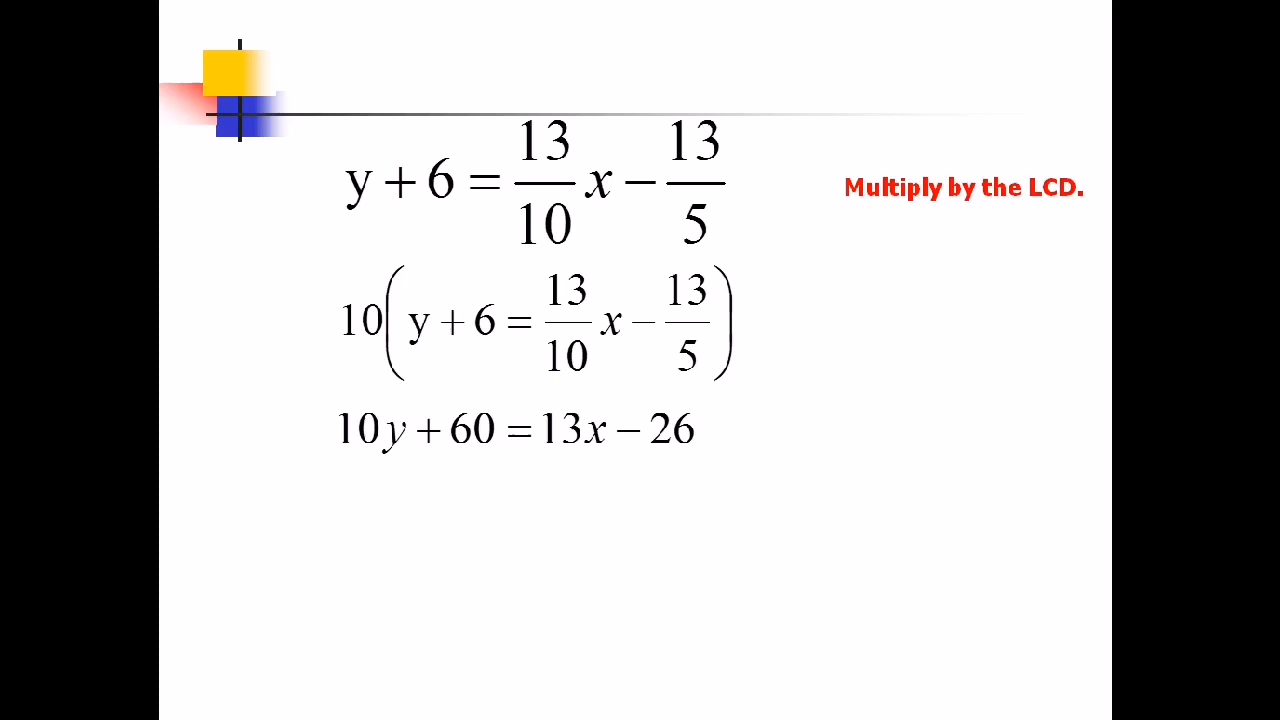 y + 6 = 13/10 x − 13/5
Multiply by the LCD.
10( y + 6 = 13/10 x − 13/5 )
10y + 60 = 13x − 26